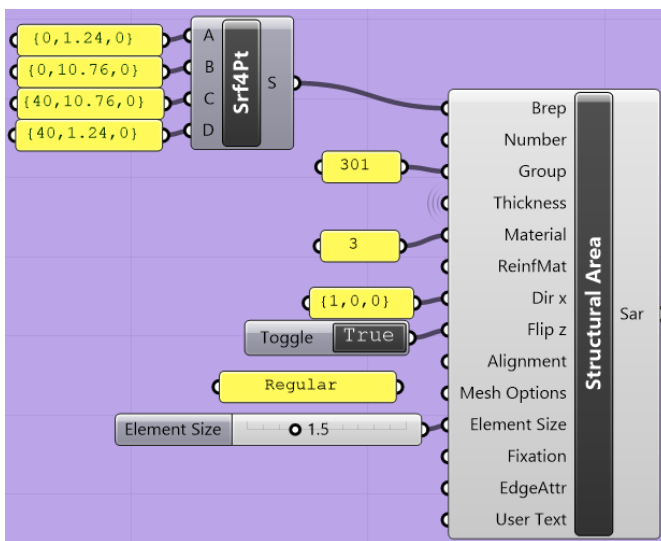 {0,1.24,0}
{0,10.76,0}
{40,10.76,0}
{40,1.24,0}
A
B
C
D
Srf4Pt
S
301
3
{1,0,0}
Toggle True
Regular
Element Size 1.5
Brep
Number
Group
Thickness
Material
ReinfMat
Dir x
Flip z
Alignment
Mesh Options
Element Size
Fixation
EdgeAttr
User Text
Structural Area
Sar